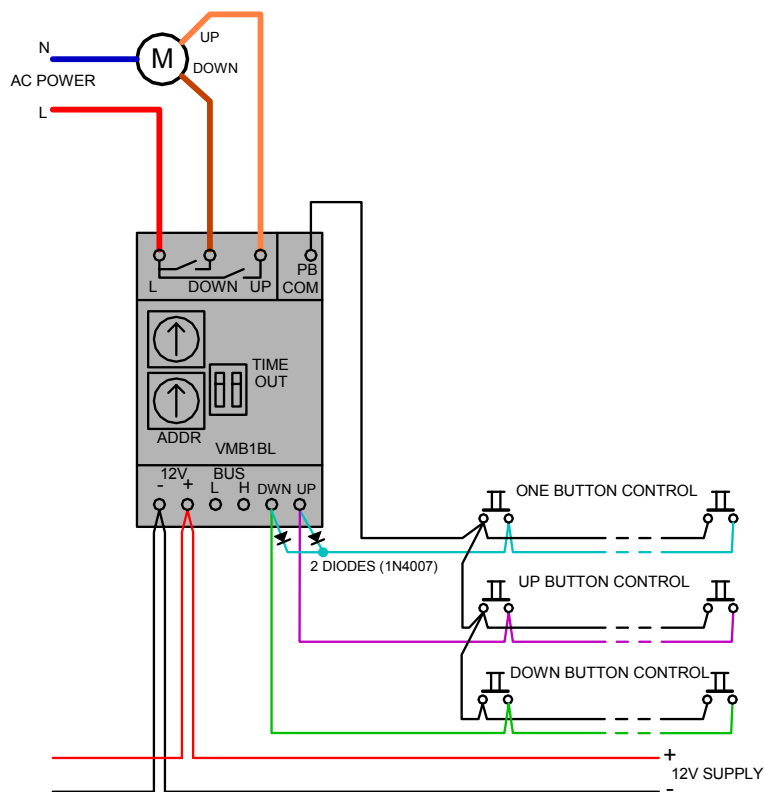 UP
N
M
DOWN
AC POWER
L
PB
L DOWN UP COM
TIME
OUT
ADDR
VMB1BL
12V BUS
- + L H DWN UP
ONE BUTTON CONTROL
2 DIODES (1N4007)
UP BUTTON CONTROL
DOWN BUTTON CONTROL
+
12V SUPPLY
-